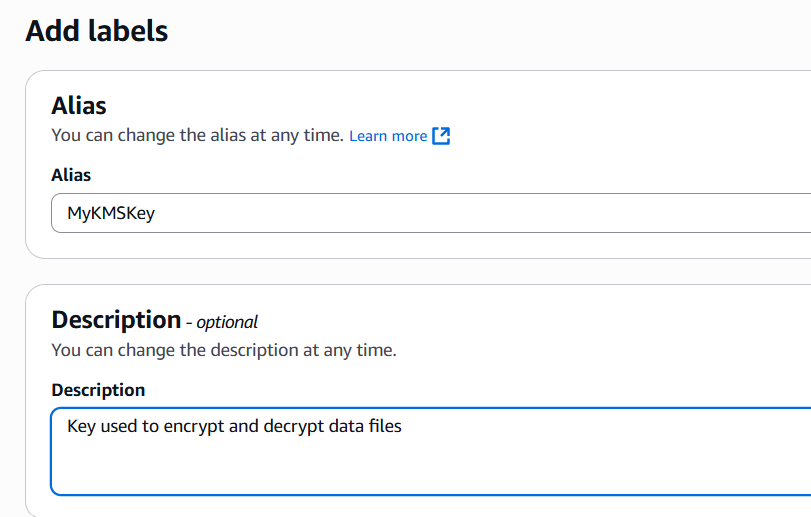 Add labels
Alias
You can change the alias at any time. Learn more
Alias
MyKMSKey
Description - optional
You can change the description at any time.
Description
Key used to encrypt and decrypt data files